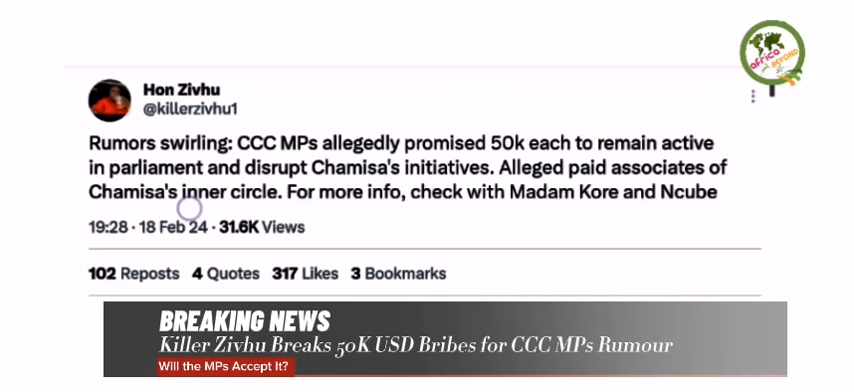 AFRICA
and
BEYOND
Hon Zivhu
@killerzivhu1
Rumors swirling: CCC MPs allegedly promised 50k each to remain active
in parliament and disrupt Chamisa's initiatives. Alleged paid associates of
Chamisa's inner circle. For more info, check with Madam Kore and Ncube
19:28 · 18 Feb 24 · 31.6K Views
102 Reposts 4 Quotes 317 Likes 3 Bookmarks
BREAKING NEWS
Killer Zivhu Breaks 50K USD Bribes for CCC MPs Rumour
Will the MPs Accept It?